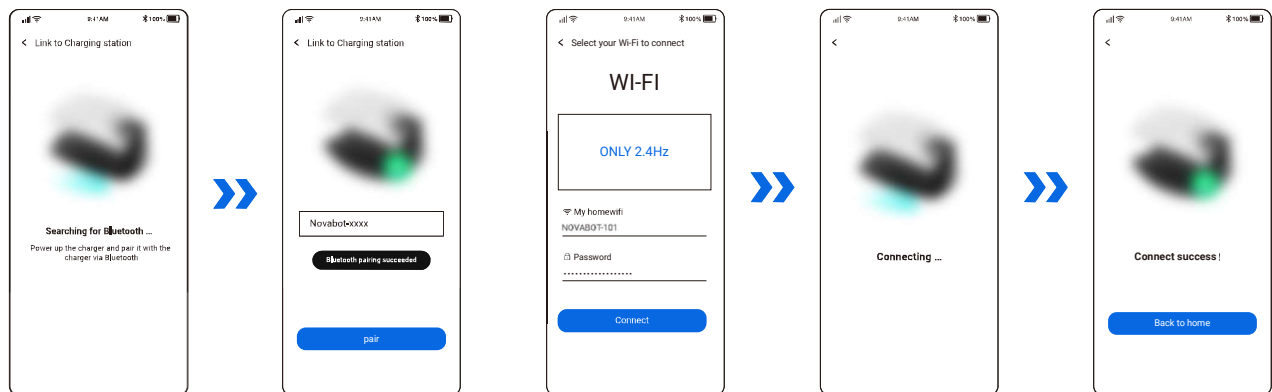 9:41AM
100%
Link to Charging station
Searching for Bluetooth ...
Power up the charger and pair it with the
charger via Bluetooth
9:41AM
100%
Link to Charging station
Novabot-xxxx
Bluetooth pairing succeeded
pair
9:41AM
100%
Select your Wi-Fi to connect
WI-FI
ONLY 2.4Hz
My homewifi
NOVABOT-101
Password
Connect
9:41AM
100%
Connecting ...
9:41AM
100%
Connect success!
Back to home